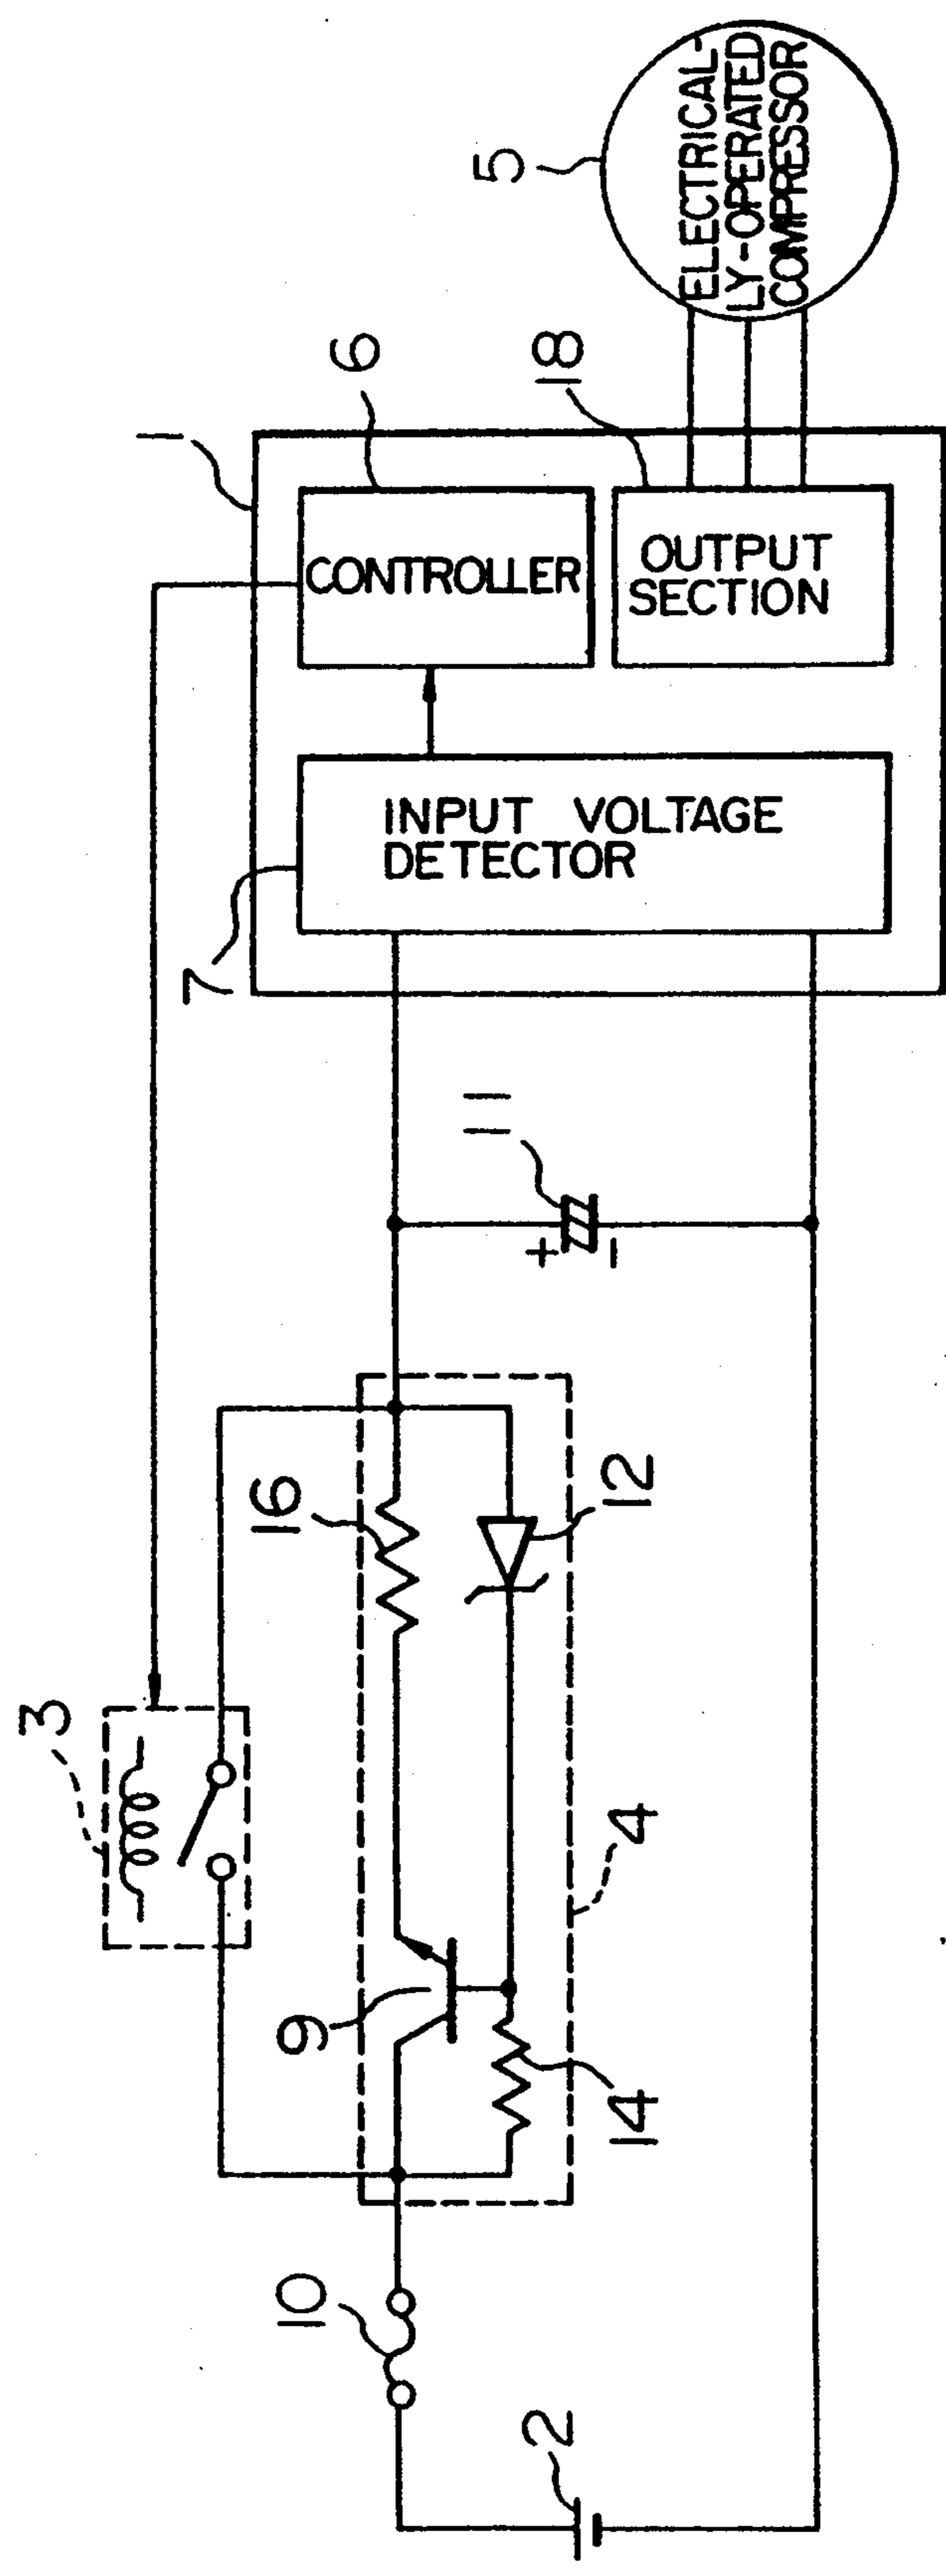 1
3
6
5
ELECTRICAL-
LY-OPERATED
COMPRESSOR
18
CONTROLLER
OUTPUT
SECTION
7
INPUT VOLTAGE
DETECTOR
11
+
-
16
12
9
14
4
10
2